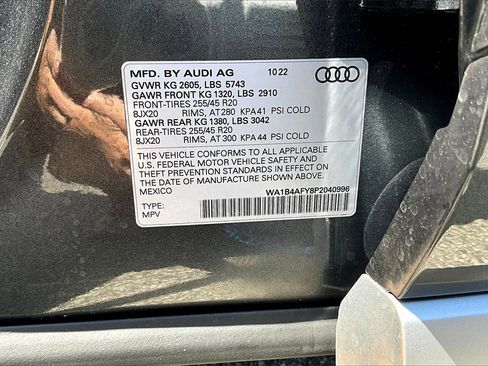 MFD. BY AUDI AG 10 22
GVWR KG 2605, LBS 5743
GAWR FRONT KG 1320, LBS 2910
FRONT-TIRES 255/45 R20
8JX20 RIMS, AT 280 KPA 41 PSI COLD
GAWR REAR KG 1380, LBS 3042
REAR-TIRES 255/45 R20
8JX20 RIMS, AT 300 KPA 44 PSI COLD
THIS VEHICLE CONFORMS TO ALL APPLICABLE
U.S. FEDERAL MOTOR VEHICLE SAFETY AND
THEFT PREVENTION STANDARDS IN EFFECT ON
DATE OF MANUFACTURE SHOWN ABOVE.
MEXICO WA1B4AFY8P2040996
TYPE:
MPV